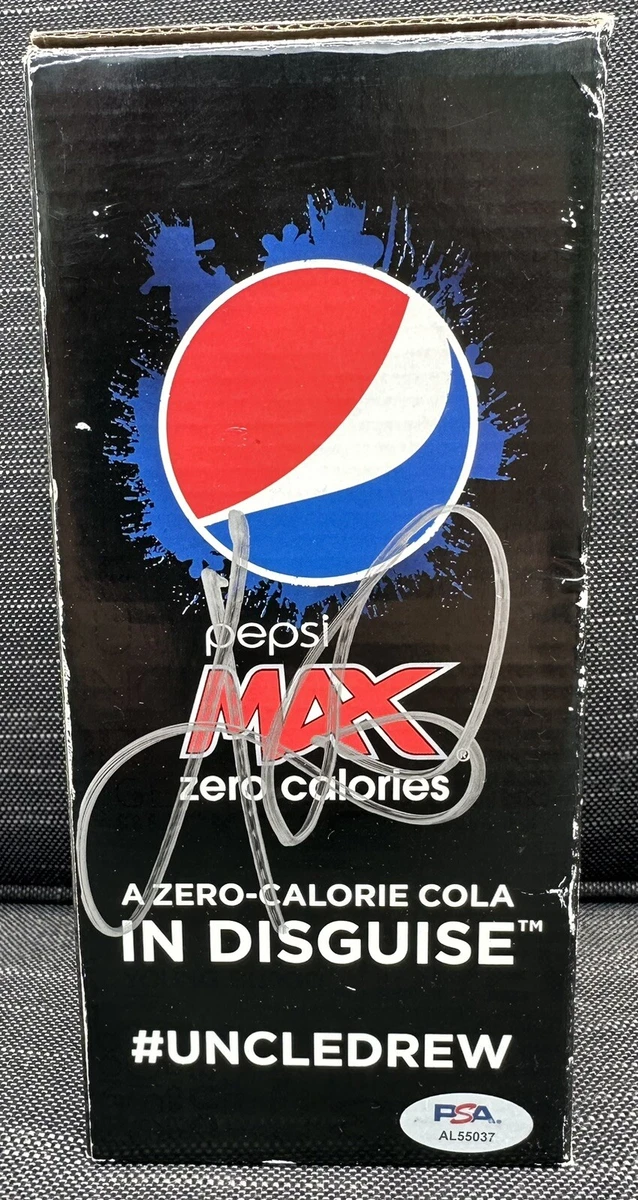 pepsi
MAX®
zero calories
A ZERO-CALORIE COLA
IN DISGUISE™
#UNCLEDREW
PSA
AL55037